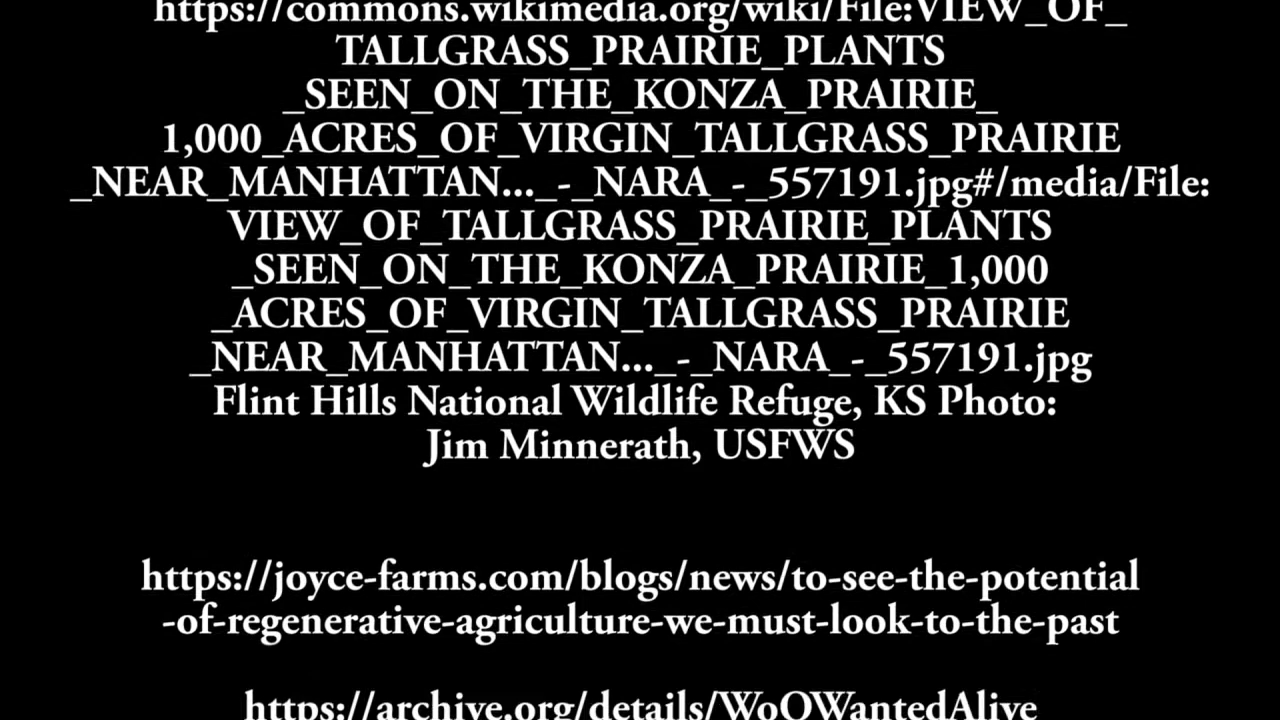 https://commons.wikimedia.org/wiki/File:VIEW_OF_
TALLGRASS_PRAIRIE_PLANTS
_SEEN_ON_THE_KONZA_PRAIRIE_
1,000_ACRES_OF_VIRGIN_TALLGRASS_PRAIRIE
_NEAR_MANHATTAN..._-_NARA_-_557191.jpg#/media/File:
VIEW_OF_TALLGRASS_PRAIRIE_PLANTS
_SEEN_ON_THE_KONZA_PRAIRIE_1,000
_ACRES_OF_VIRGIN_TALLGRASS_PRAIRIE
_NEAR_MANHATTAN..._-_NARA_-_557191.jpg
Flint Hills National Wildlife Refuge, KS Photo:
Jim Minnerath, USFWS
https://joyce-farms.com/blogs/news/to-see-the-potential
-of-regenerative-agriculture-we-must-look-to-the-past
https://archive.org/details/WoOWantedAlive